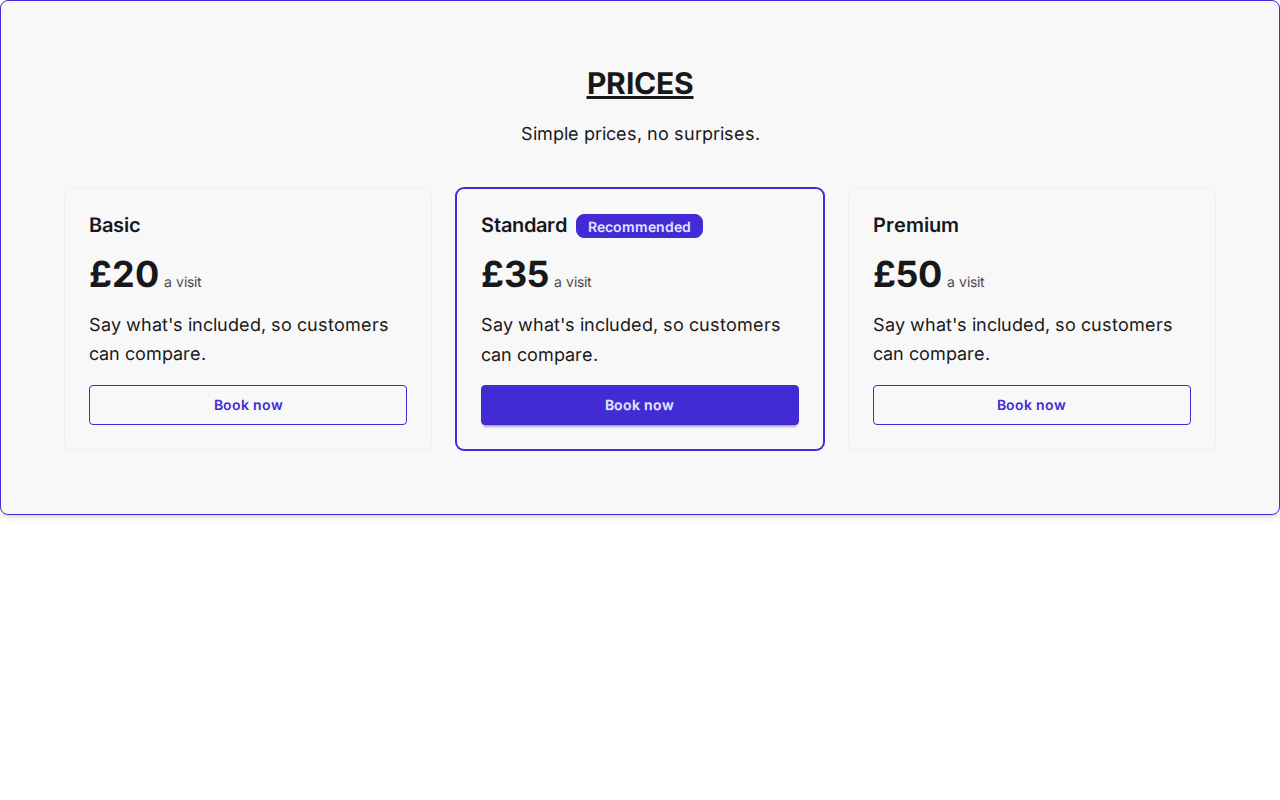 PRICES
Simple prices, no surprises.
Basic
£20 a visit
Say what's included, so customers
can compare.
Book now
Standard Recommended
£35 a visit
Say what's included, so customers
can compare.
Book now
Premium
£50 a visit
Say what's included, so customers
can compare.
Book now